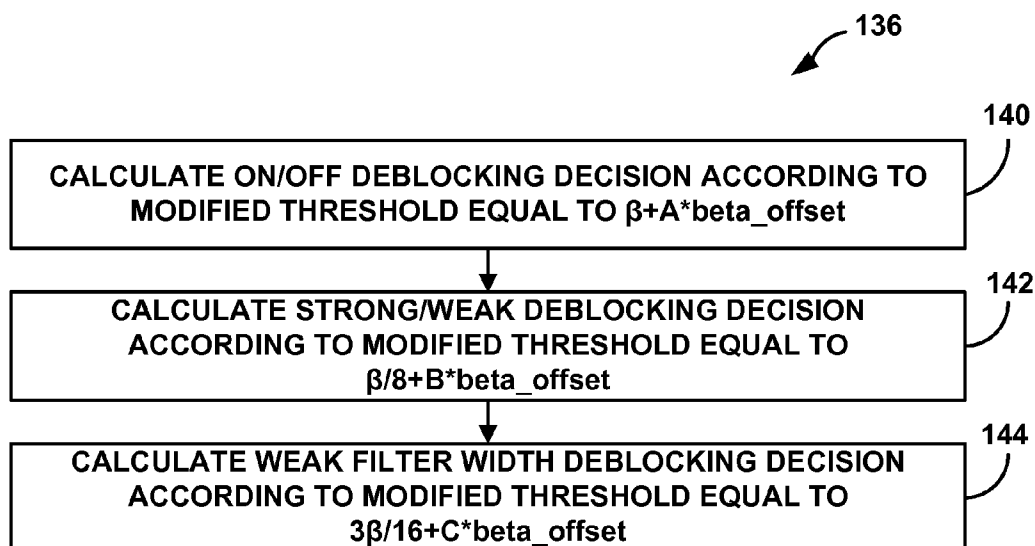 136
140
CALCULATE ON/OFF DEBLOCKING DECISION ACCORDING TO
MODIFIED THRESHOLD EQUAL TO β+A*beta_offset
142
CALCULATE STRONG/WEAK DEBLOCKING DECISION
ACCORDING TO MODIFIED THRESHOLD EQUAL TO
β/8+B*beta_offset
144
CALCULATE WEAK FILTER WIDTH DEBLOCKING DECISION
ACCORDING TO MODIFIED THRESHOLD EQUAL TO
3β/16+C*beta_offset